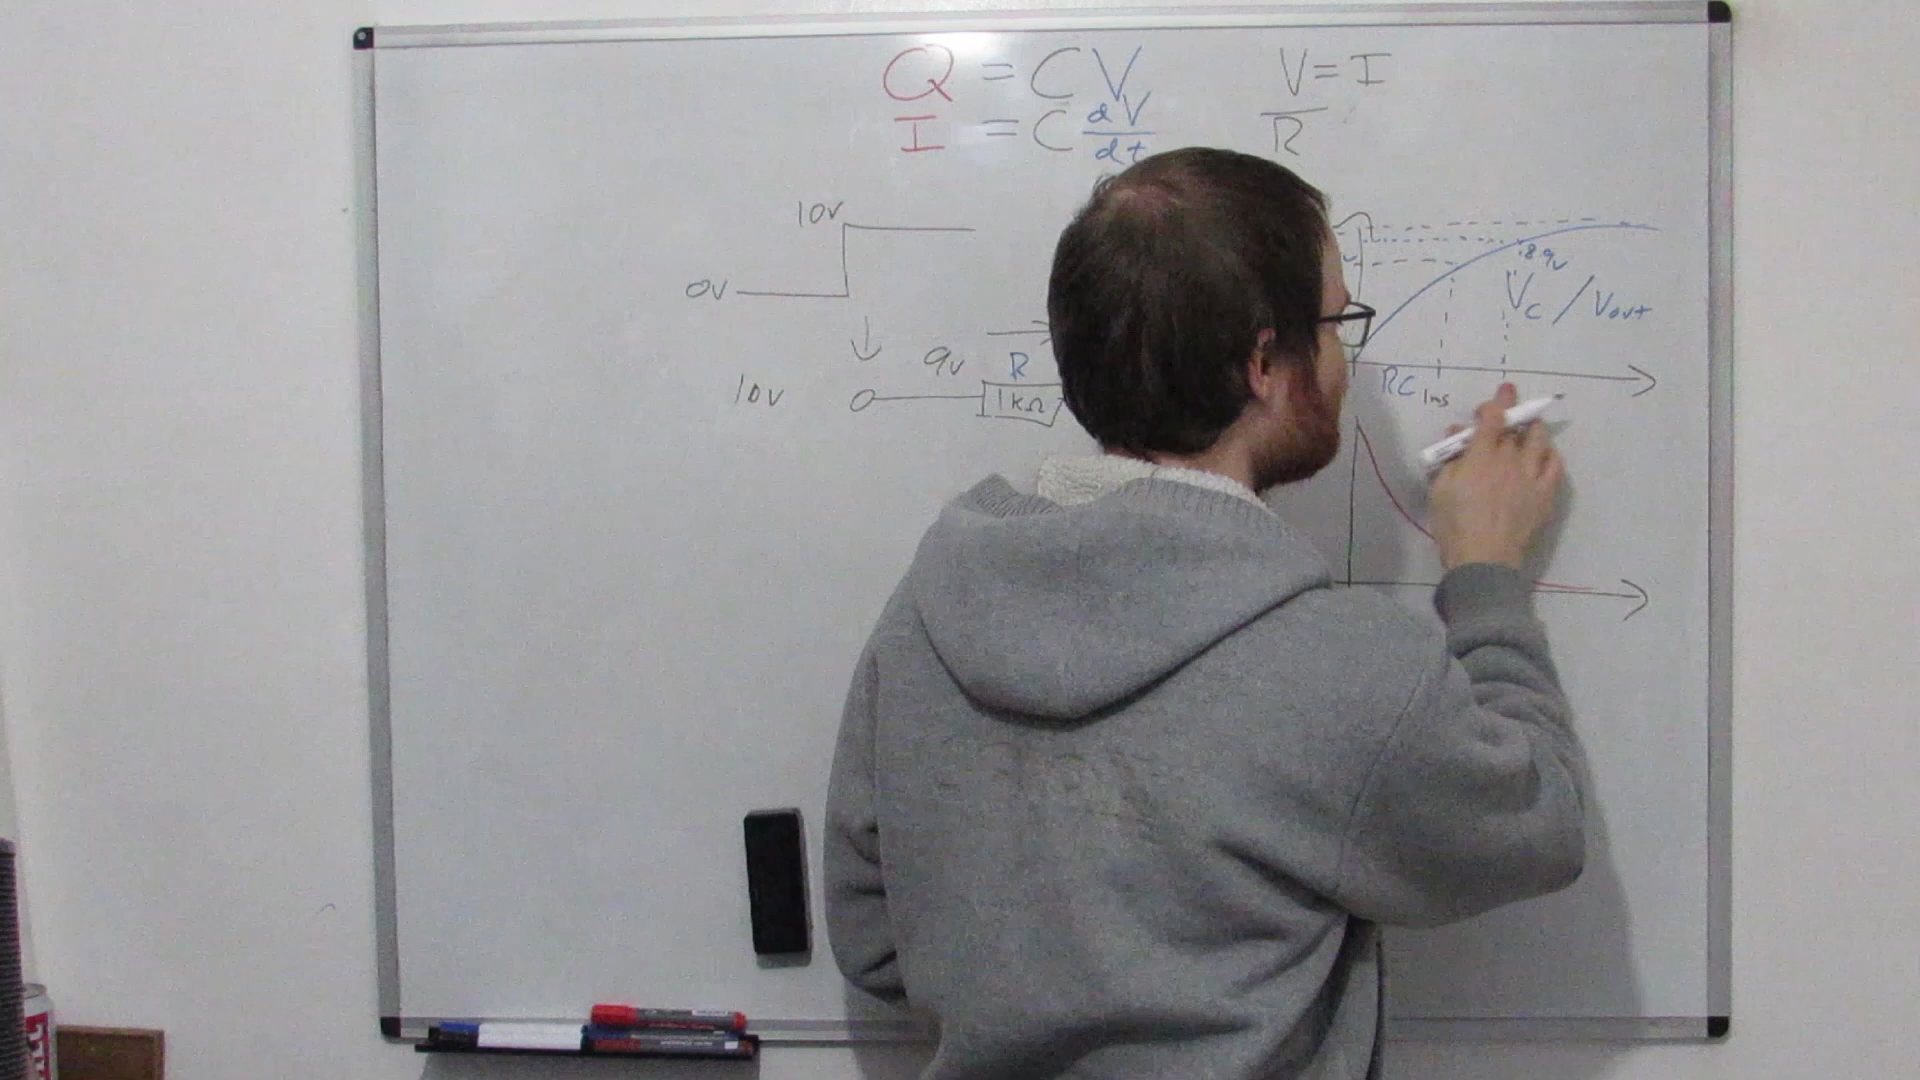 Q = CV
V = I
I = C dV
dt
R
10V
0V
9V
R
10V
1KΩ
8.9v
Vc / Vout
RC
1ms